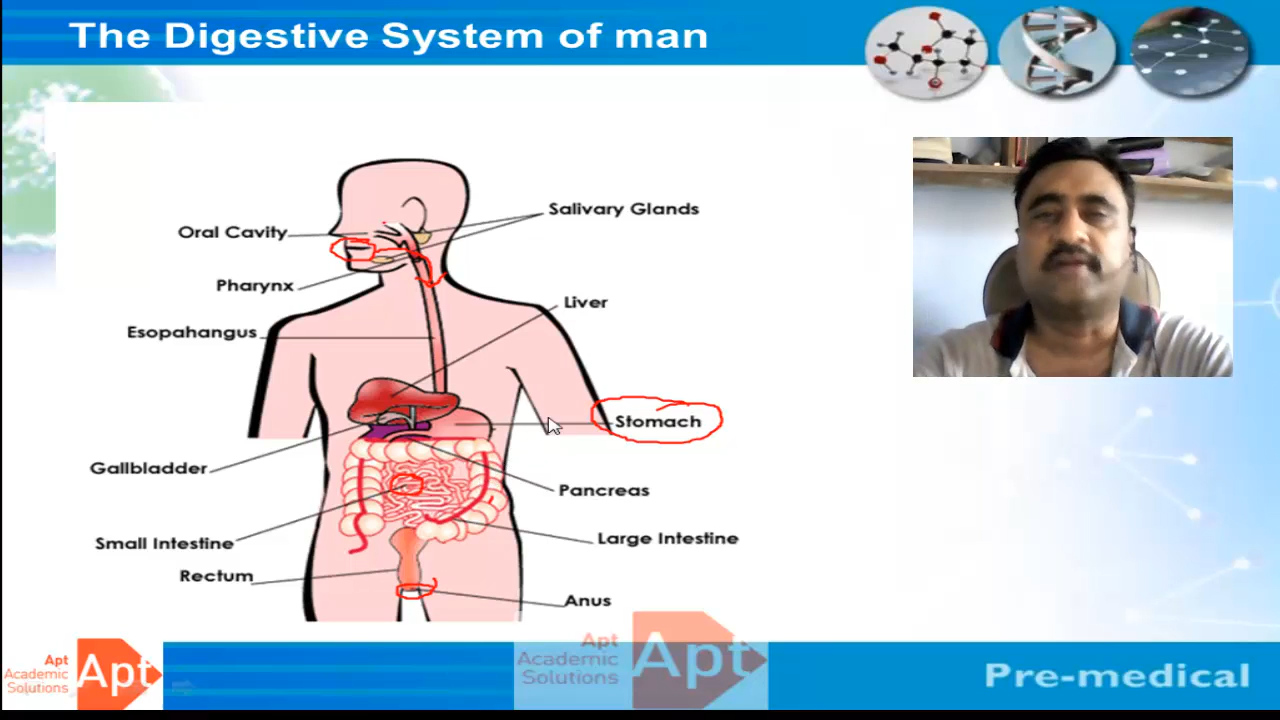 The Digestive System of man
Salivary Glands
Oral Cavity
Pharynx
Liver
Esopahangus
Stomach
Gallbladder
Pancreas
Large Intestine
Small Intestine
Rectum
Anus
Apt
Academic
Solutions
Apt
Apt
Academic
Solutions
Apt
Pre-medical